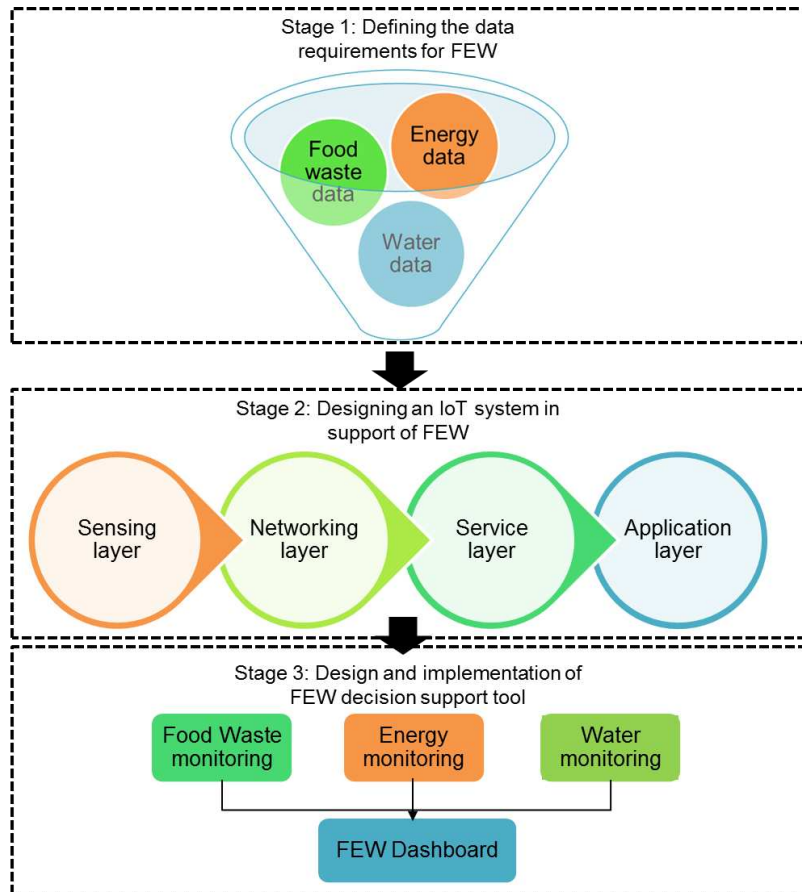 Stage 1: Defining the data
requirements for FEW
Food
waste
data
Energy
data
Water
data
Stage 2: Designing an IoT system in
support of FEW
Sensing
layer
Networking
layer
Service
layer
Application
layer
Stage 3: Design and implementation of
FEW decision support tool
Food Waste
monitoring
Energy
monitoring
Water
monitoring
FEW Dashboard